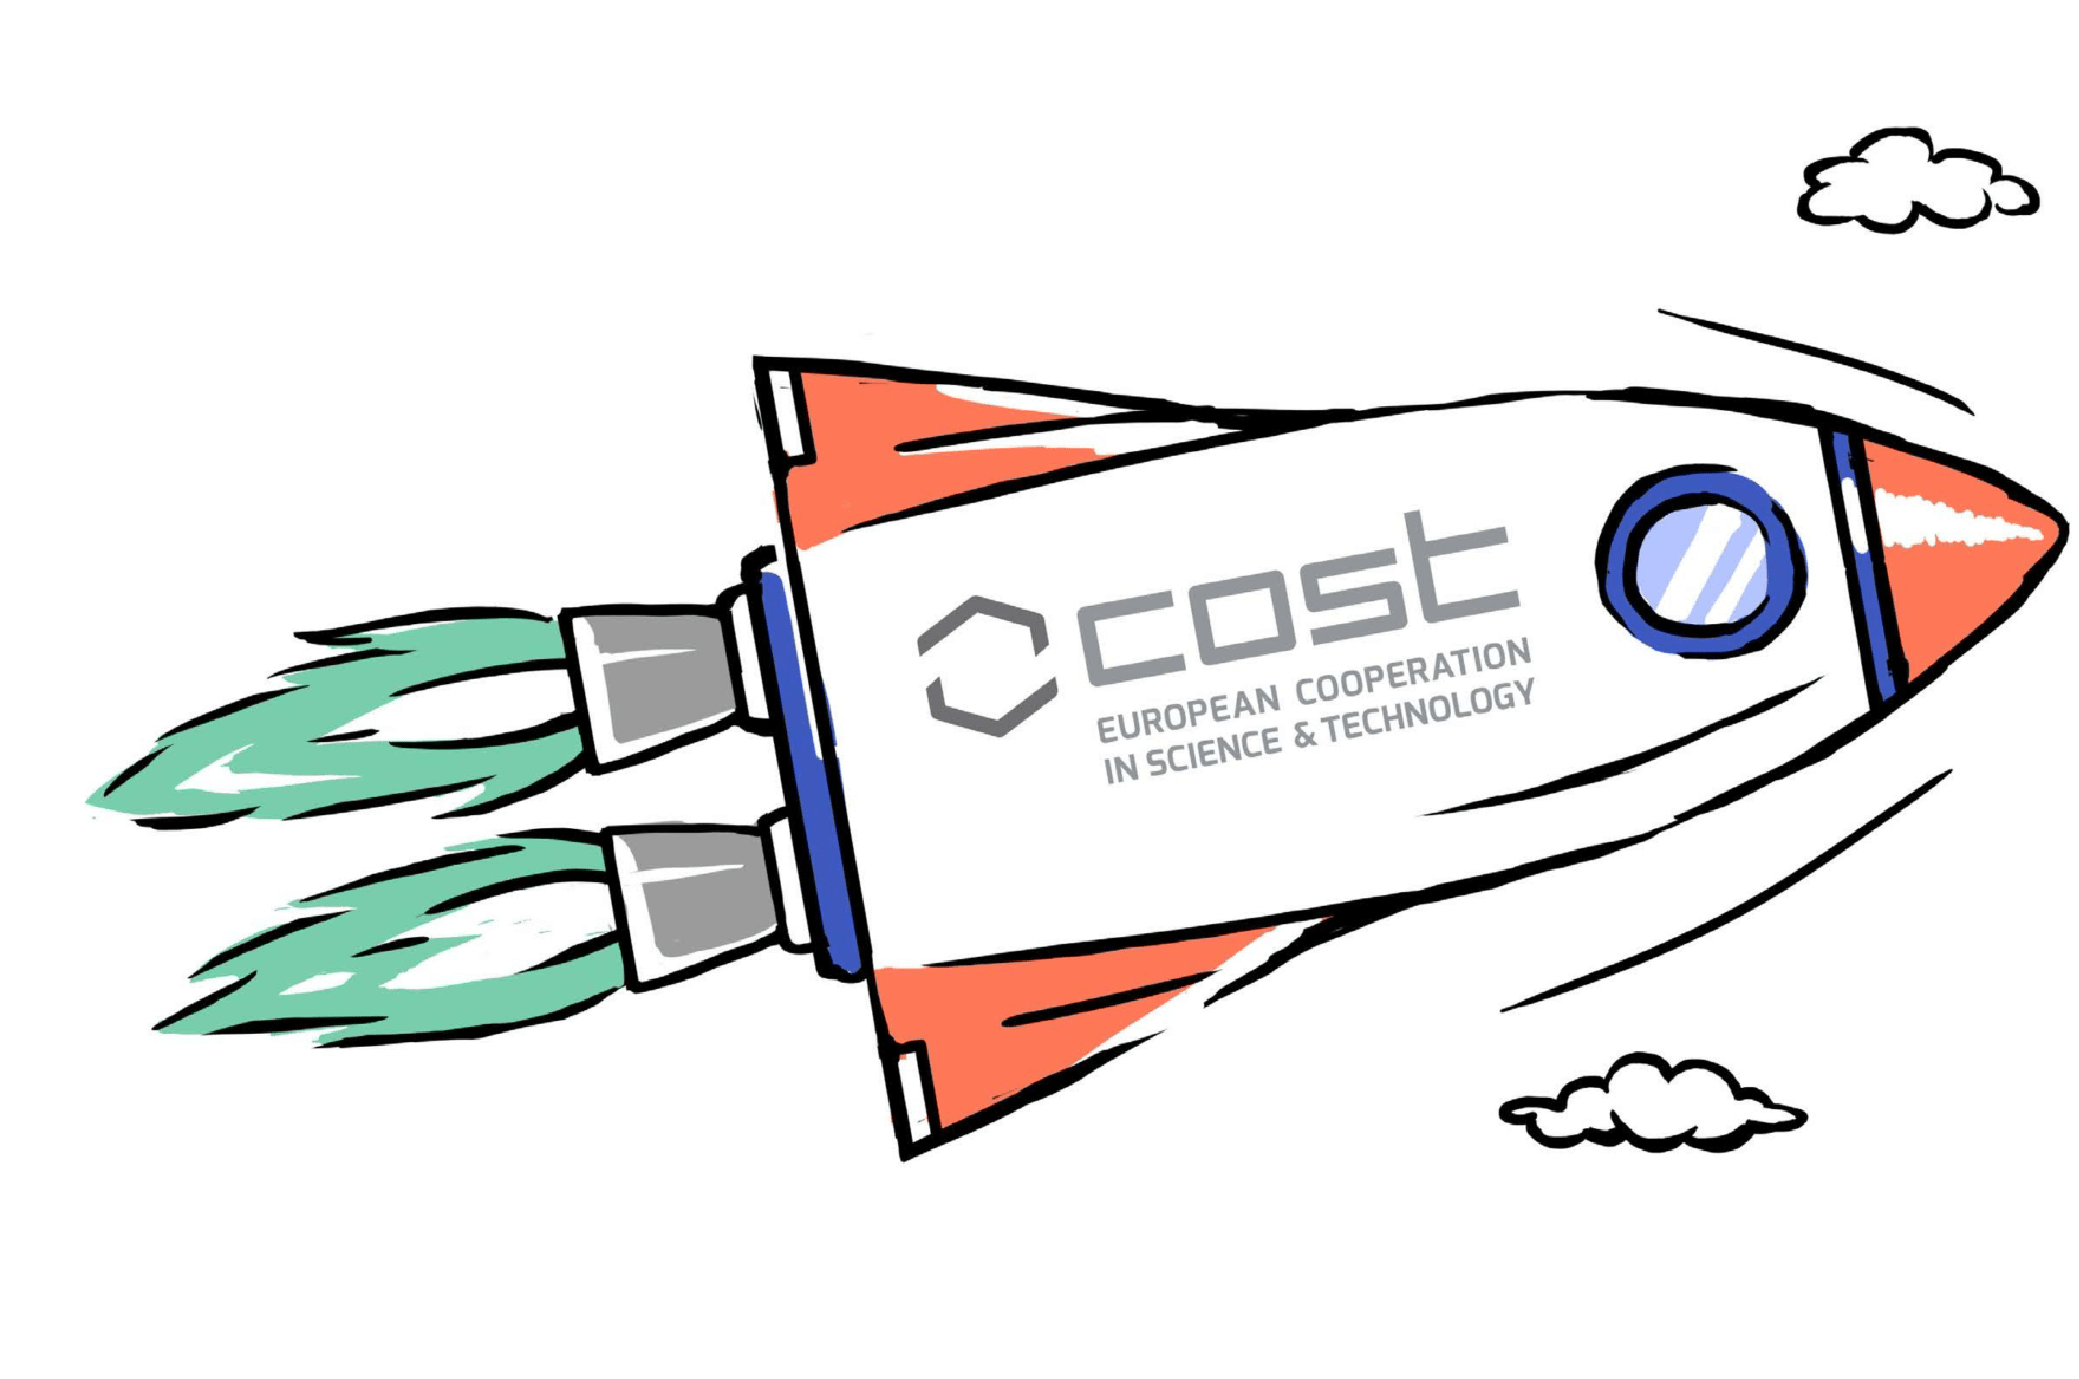 cost
EUROPEAN COOPERATION
IN SCIENCE & TECHNOLOGY